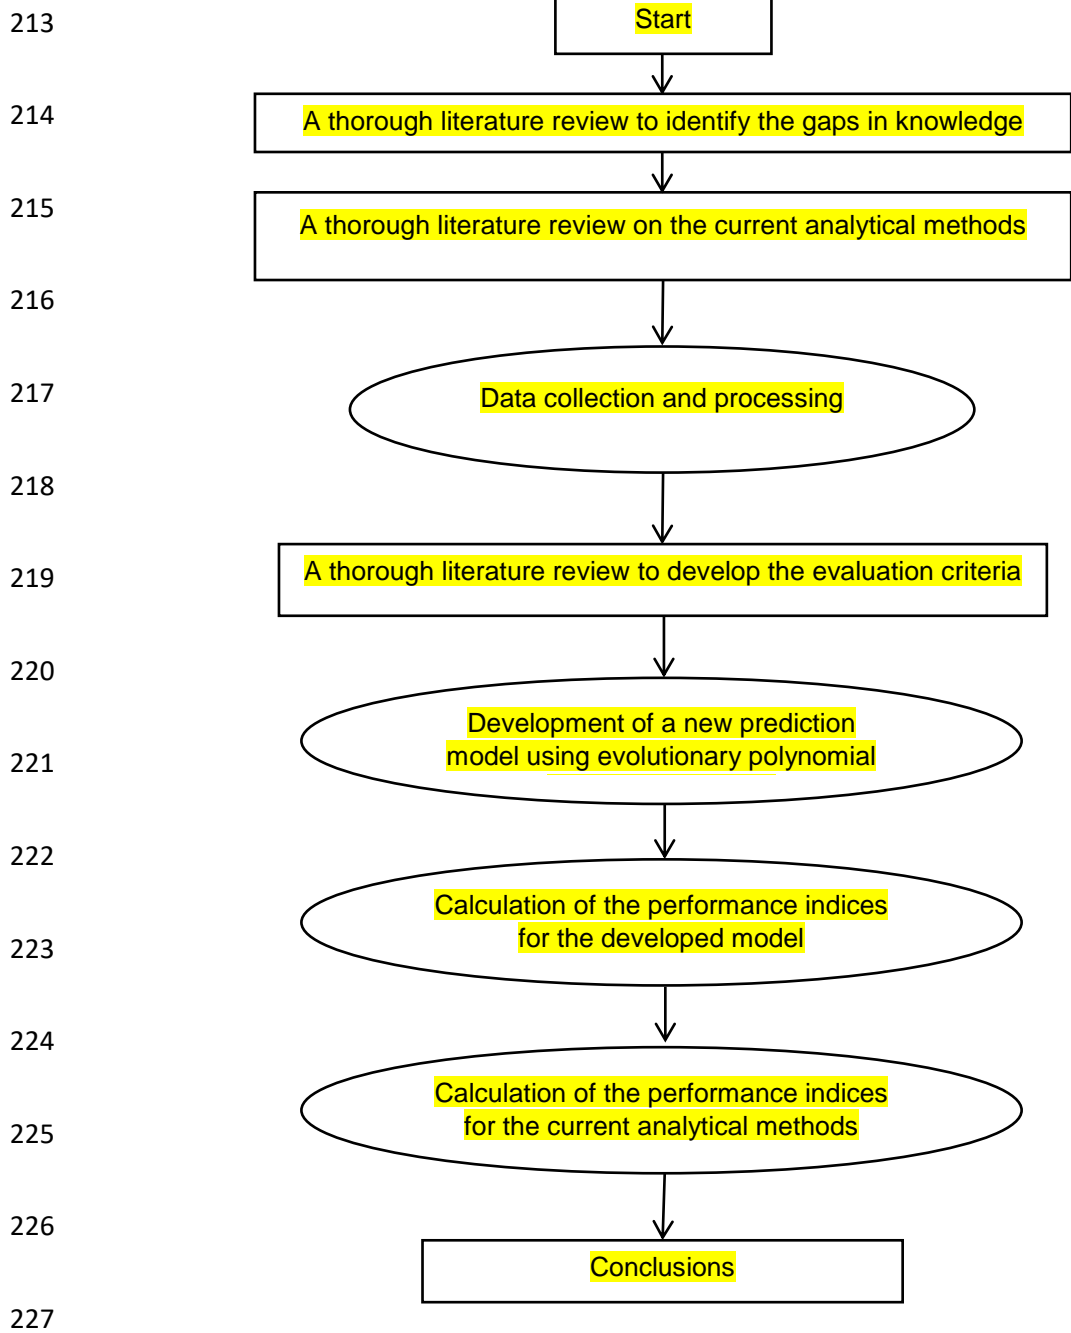 213
Start
214
A thorough literature review to identify the gaps in knowledge
215
A thorough literature review on the current analytical methods
216
217
Data collection and processing
218
219
A thorough literature review to develop the evaluation criteria
220
Development of a new prediction
221
model using evolutionary polynomial
222
Calculation of the performance indices
223
for the developed model
224
Calculation of the performance indices
225
for the current analytical methods
226
Conclusions
227